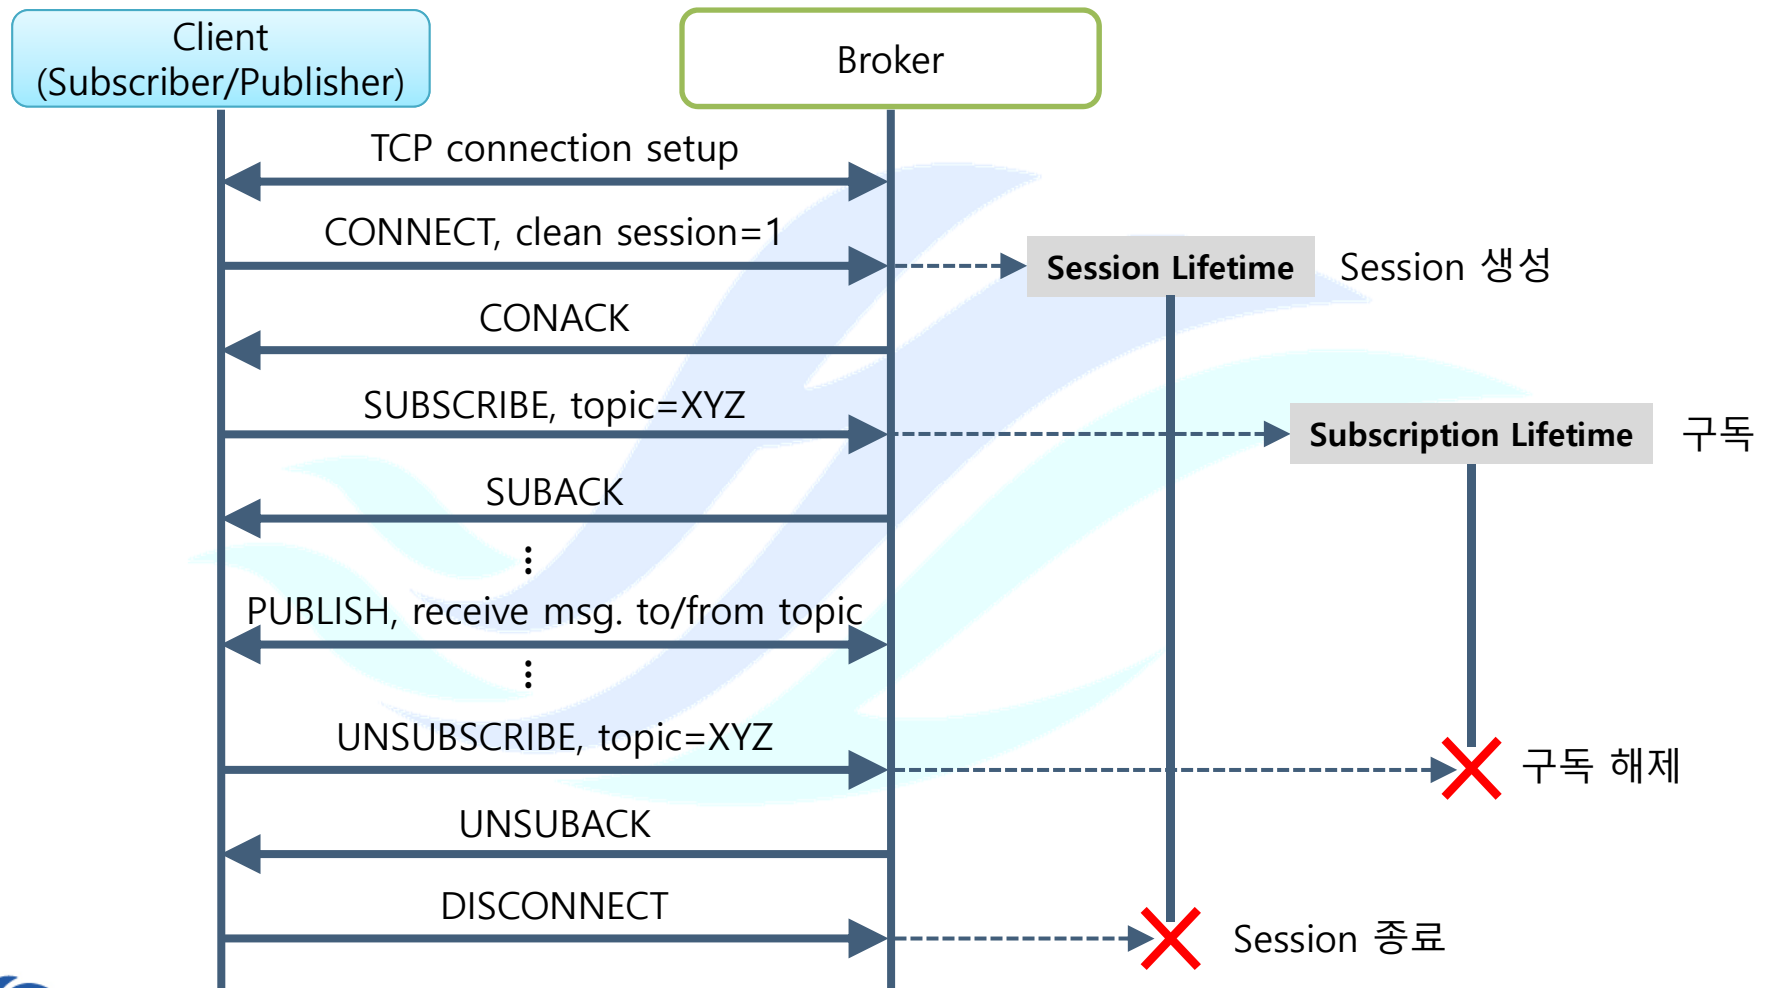 Client
(Subscriber/Publisher)
Broker
TCP connection setup
CONNECT, clean session=1
Session Lifetime
Session 생성
CONACK
SUBSCRIBE, topic=XYZ
Subscription Lifetime
구독
SUBACK
PUBLISH, receive msg. to/from topic
UNSUBSCRIBE, topic=XYZ
구독 해제
UNSUBACK
DISCONNECT
Session 종료